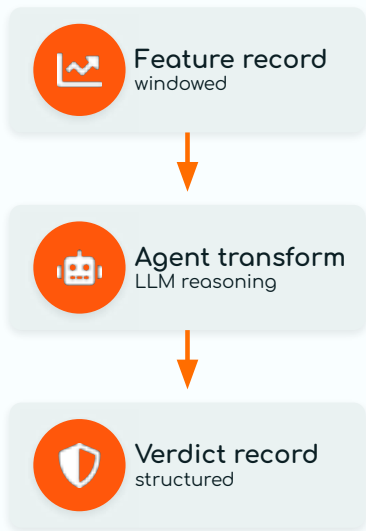 Feature record
windowed
Agent transform
LLM reasoning
Verdict record
structured